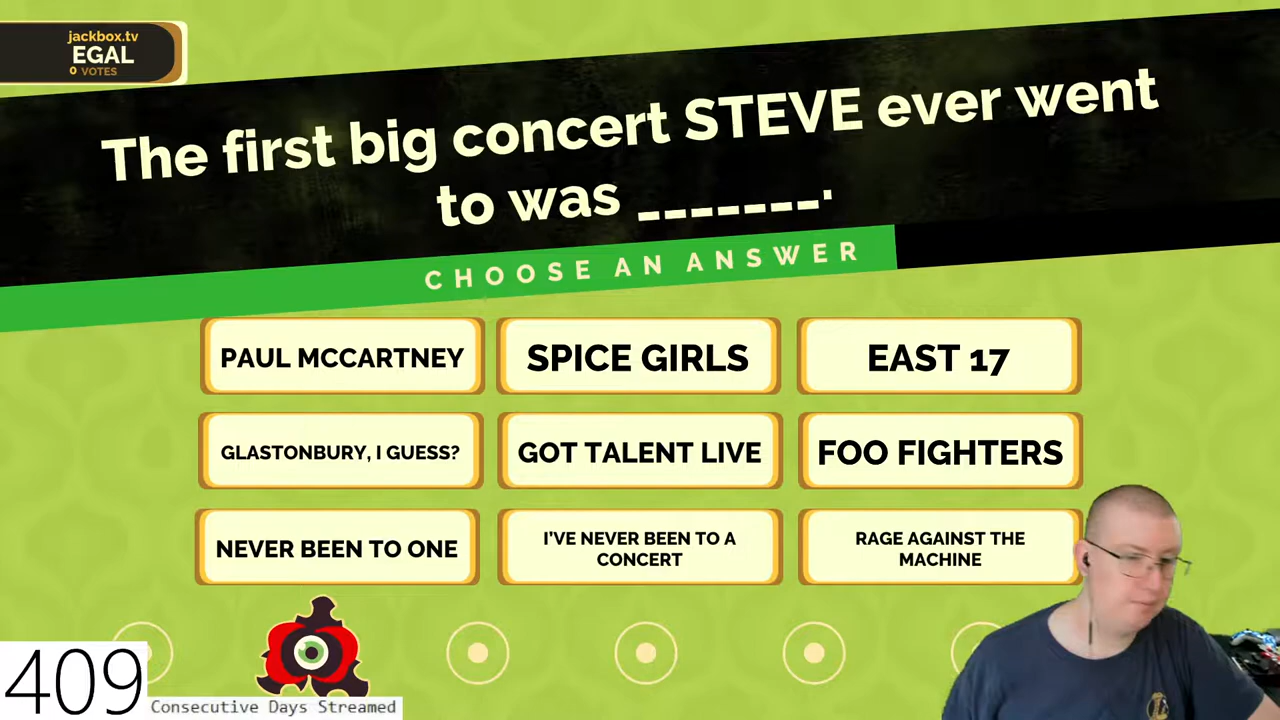 jackbox.tv
EGAL
0 VOTES
The first big concert STEVE ever went
to was _______.
CHOOSE AN ANSWER
PAUL MCCARTNEY
SPICE GIRLS
EAST 17
GLASTONBURY, I GUESS?
GOT TALENT LIVE
FOO FIGHTERS
NEVER BEEN TO ONE
I'VE NEVER BEEN TO A
CONCERT
RAGE AGAINST THE
MACHINE
409
Consecutive Days Streamed